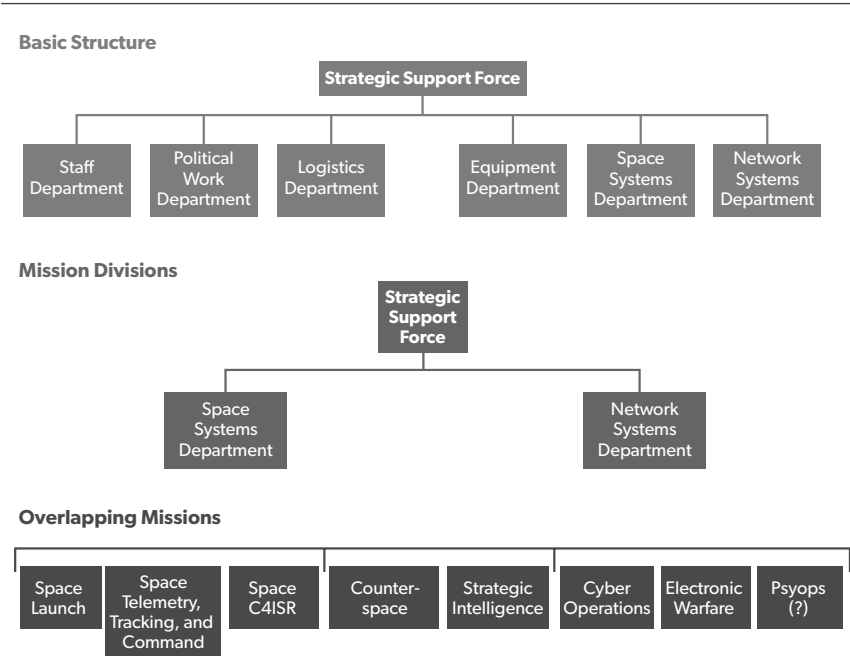 Basic Structure
Strategic Support Force
Staff
Department
Political
Work
Department
Logistics
Department
Equipment
Department
Space
Systems
Department
Network
Systems
Department
Mission Divisions
Strategic
Support
Force
Space
Systems
Department
Network
Systems
Department
Overlapping Missions
Space
Launch
Space
Telemetry,
Tracking, and
Command
Space
C4ISR
Counter-
space
Strategic
Intelligence
Cyber
Operations
Electronic
Warfare
Psyops
(?)